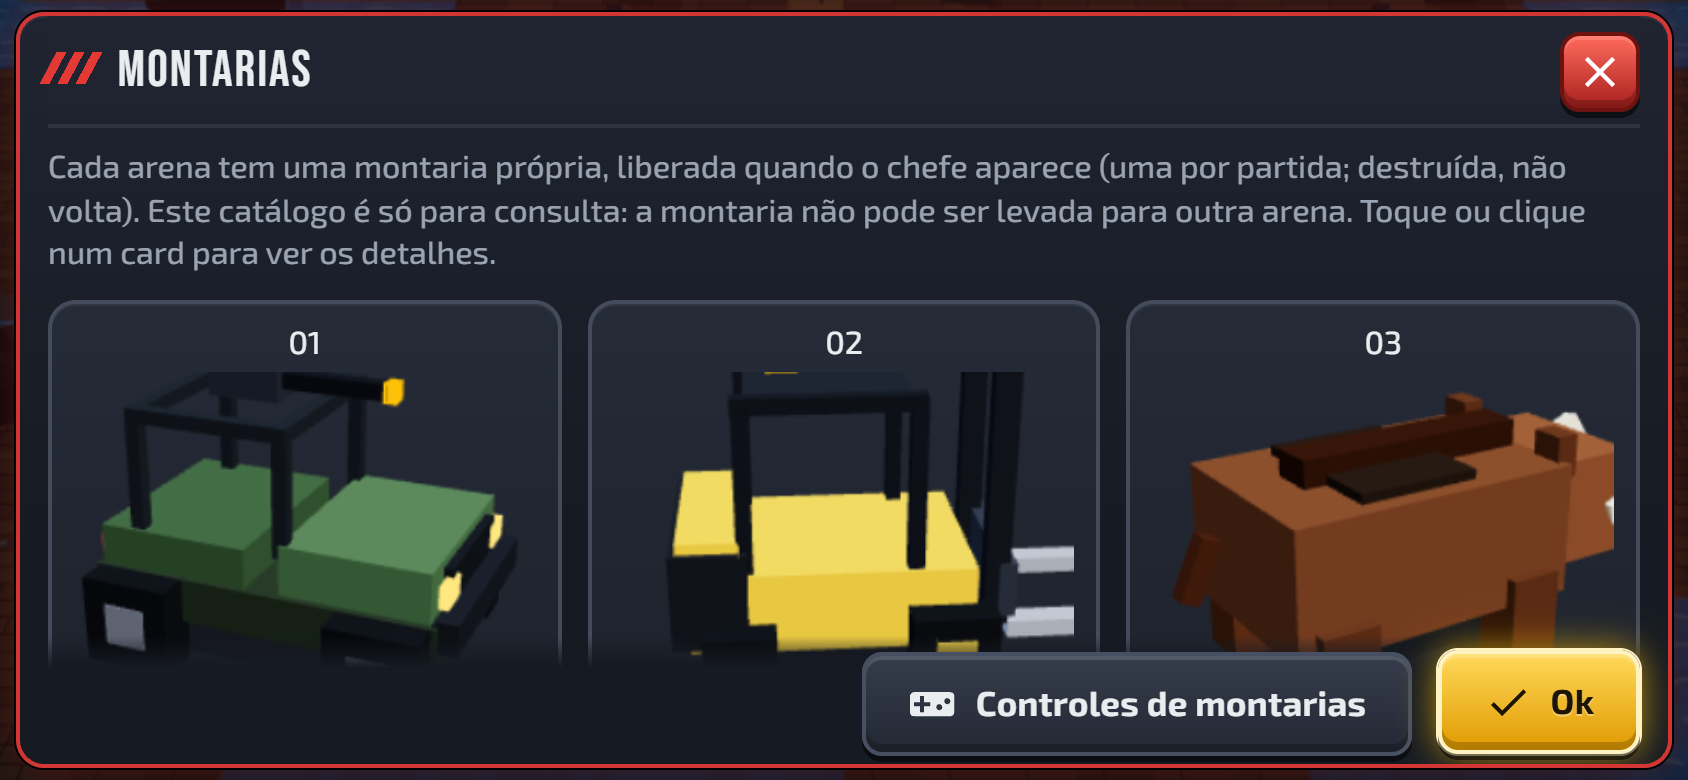 MONTARIAS
Cada arena tem uma montaria própria, liberada quando o chefe aparece (uma por partida; destruída, não
volta). Este catálogo é só para consulta: a montaria não pode ser levada para outra arena. Toque ou clique
num card para ver os detalhes.
01
02
03
Controles de montarias
Ok